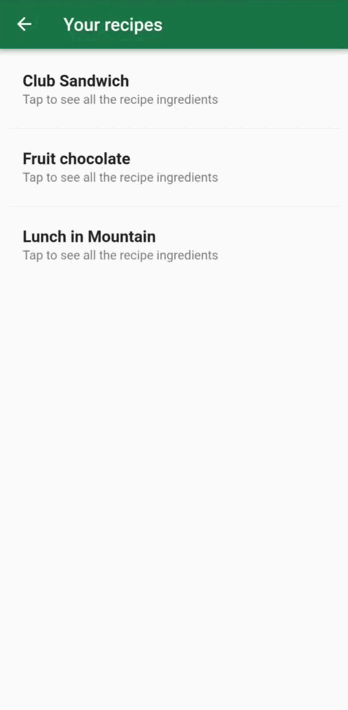 Your recipes
Club Sandwich
Tap to see all the recipe ingredients
Fruit chocolate
Tap to see all the recipe ingredients
Lunch in Mountain
Tap to see all the recipe ingredients